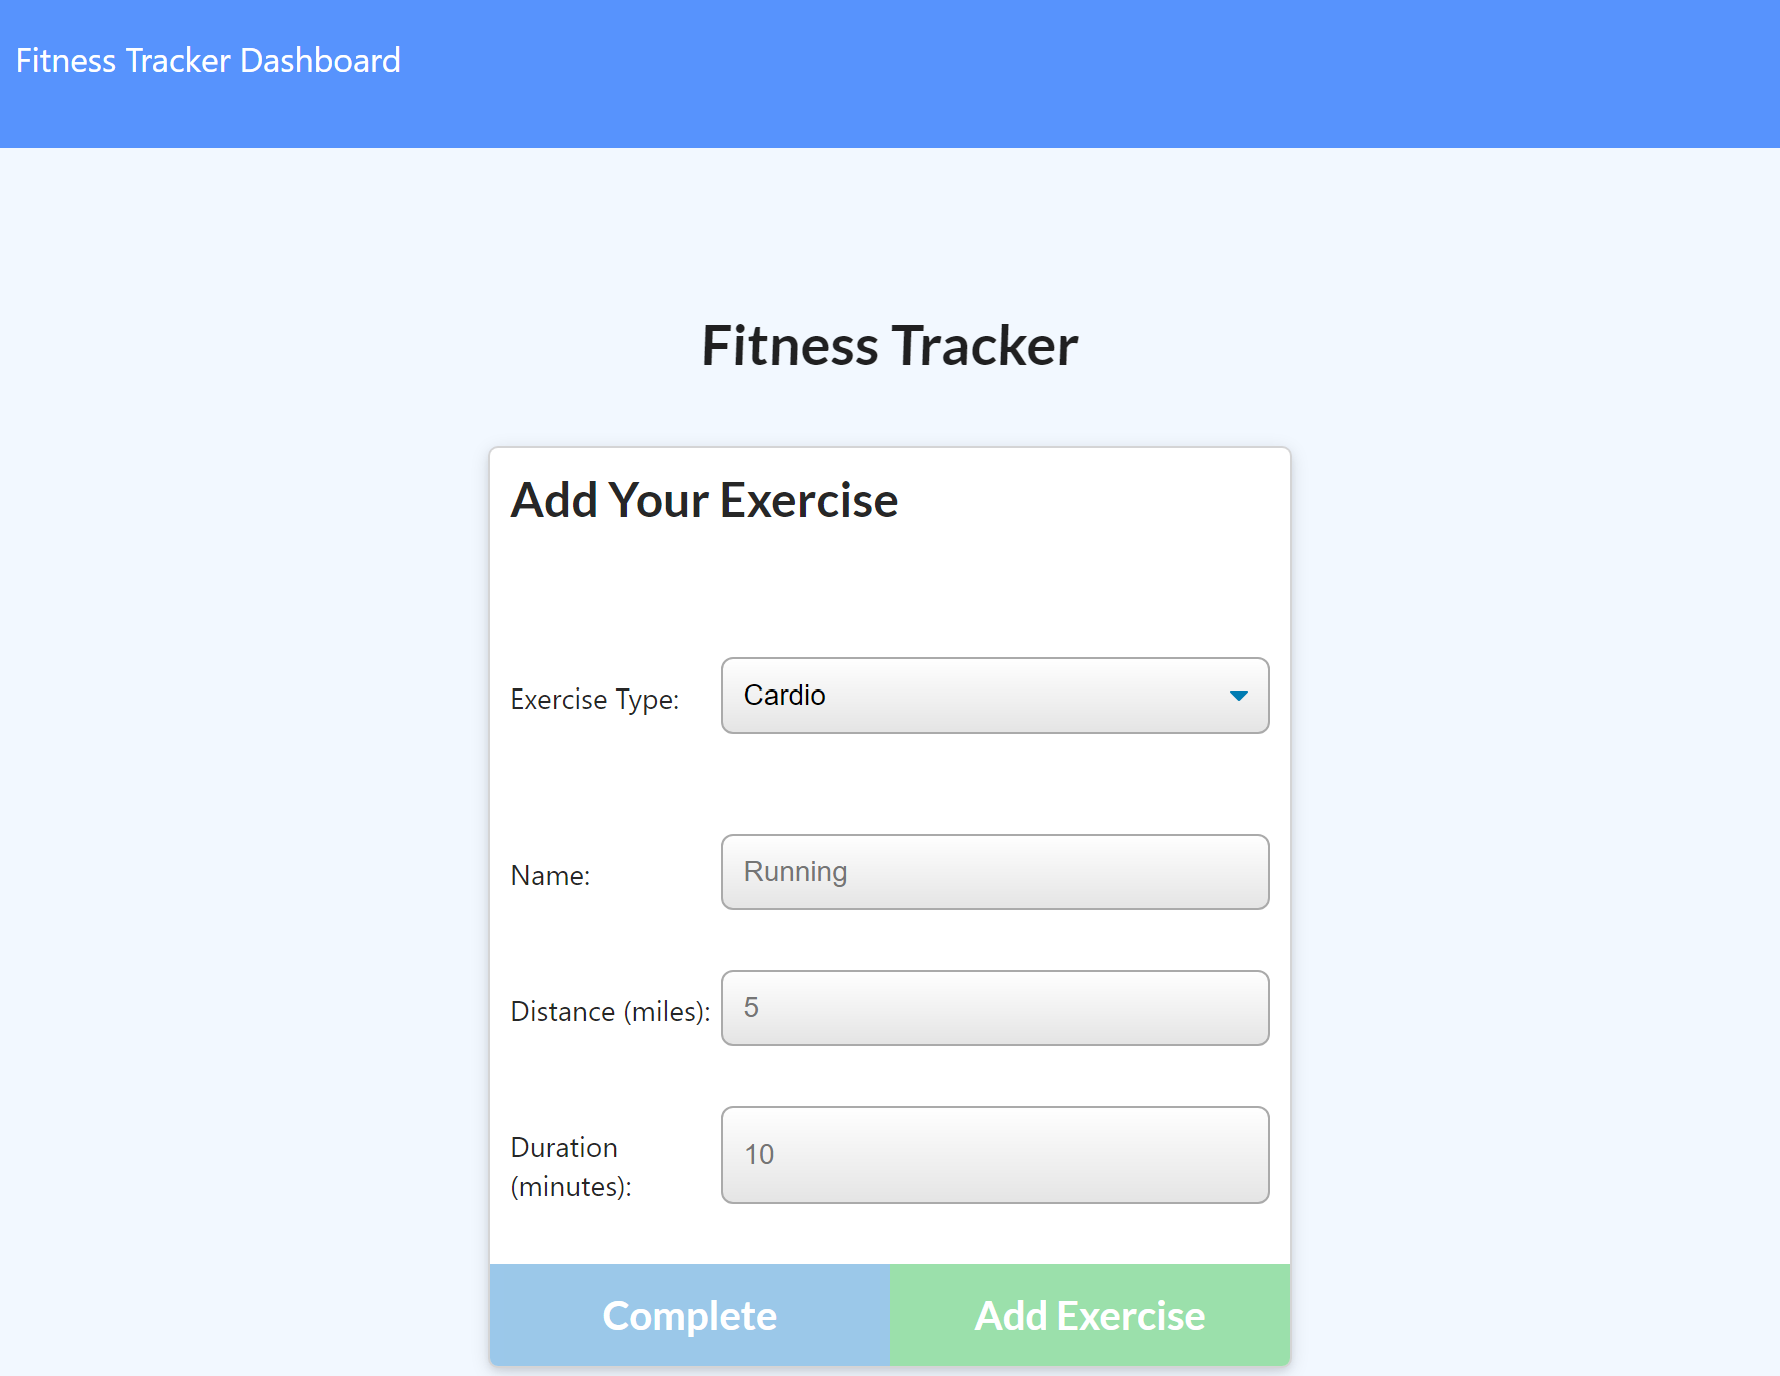 Fitness Tracker Dashboard
Fitness Tracker
Add Your Exercise
Exercise Type: Cardio
Name: Running
Distance (miles): 5
Duration
(minutes): 10
Complete Add Exercise